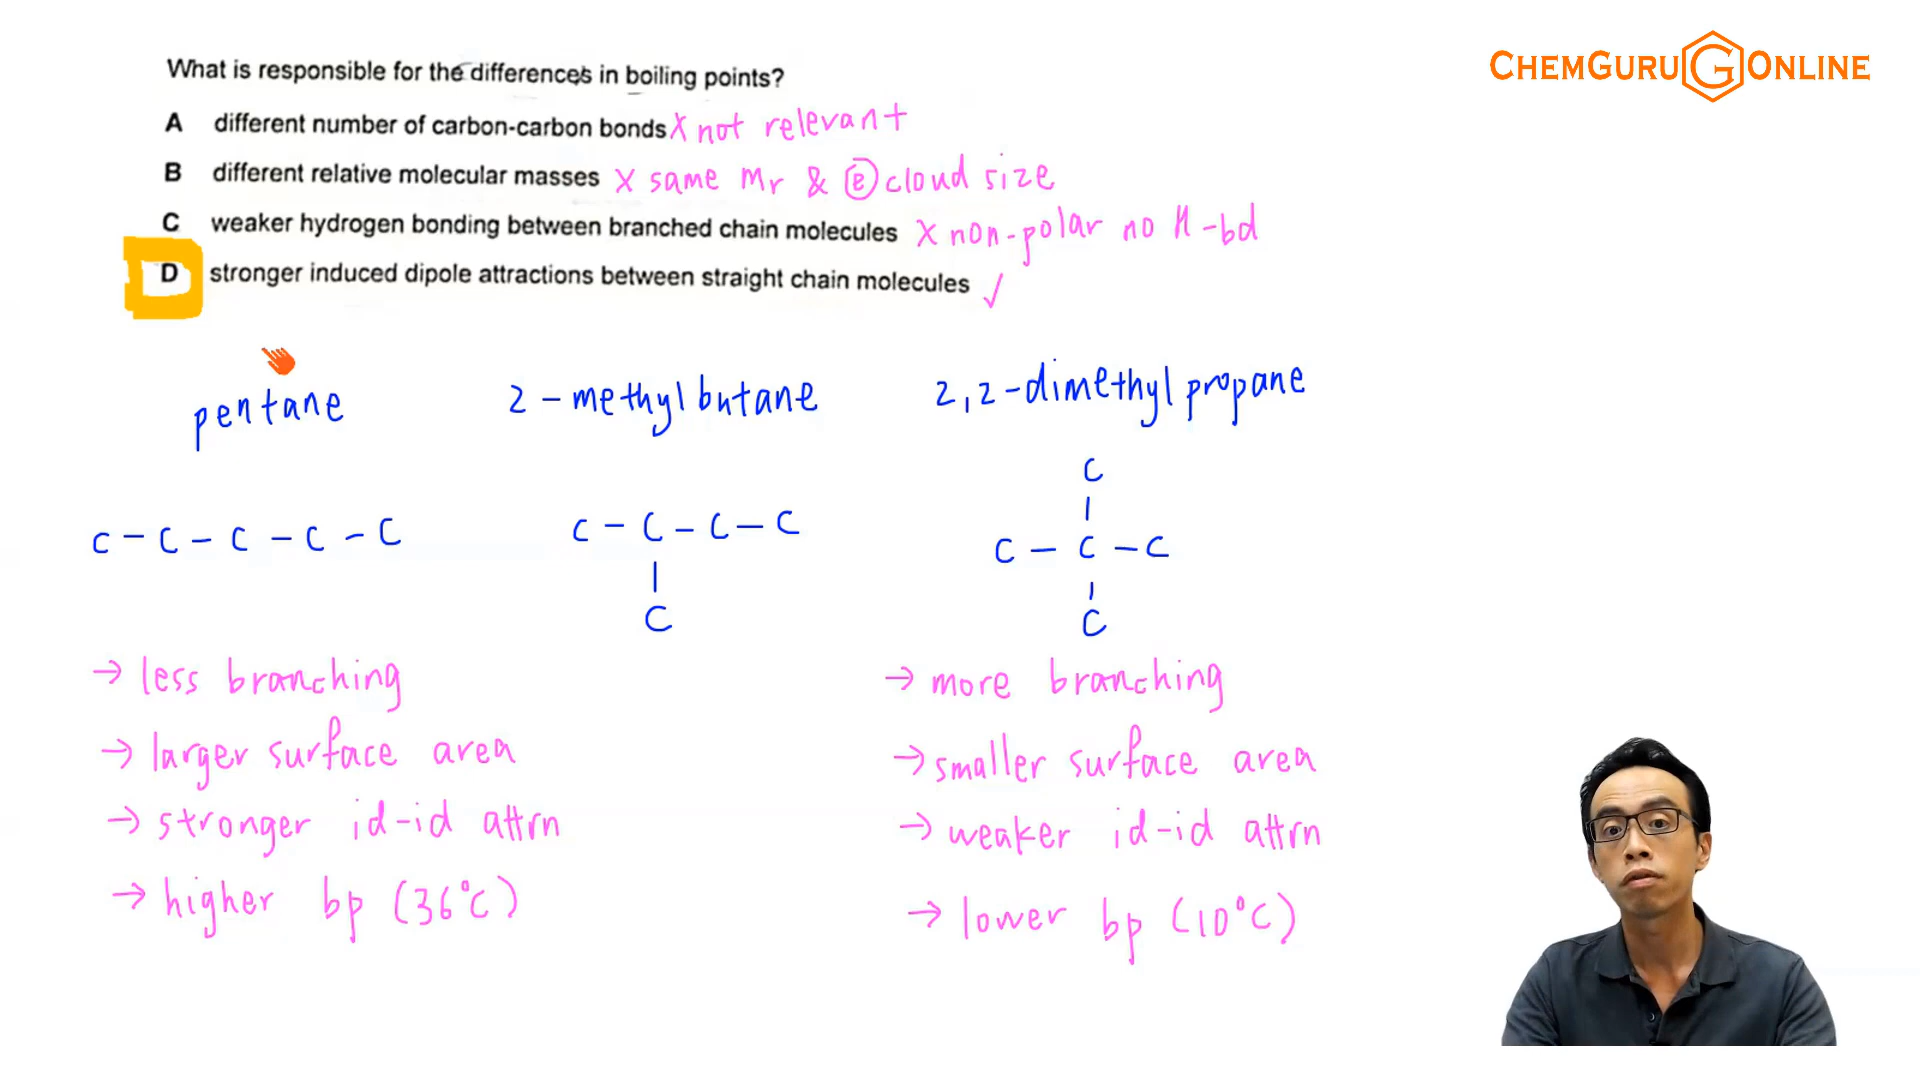 CHEMGURU G ONLINE
What is responsible for the differences in boiling points?
A different number of carbon-carbon bonds X not relevant
B different relative molecular masses X same Mr & e cloud size
C weaker hydrogen bonding between branched chain molecules X non-polar no H-bd
D stronger induced dipole attractions between straight chain molecules ✓
pentane 2-methylbutane 2,2-dimethylpropane
C
|
C - C - C - C - C C - C - C - C C - C - C
| |
C C
→ less branching → more branching
→ larger surface area → smaller surface area
→ stronger id-id attrn → weaker id-id attrn
→ higher bp (36°C) → lower bp (10°C)